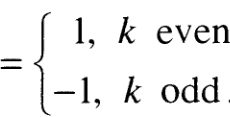 = { 1, k even
−1, k odd.